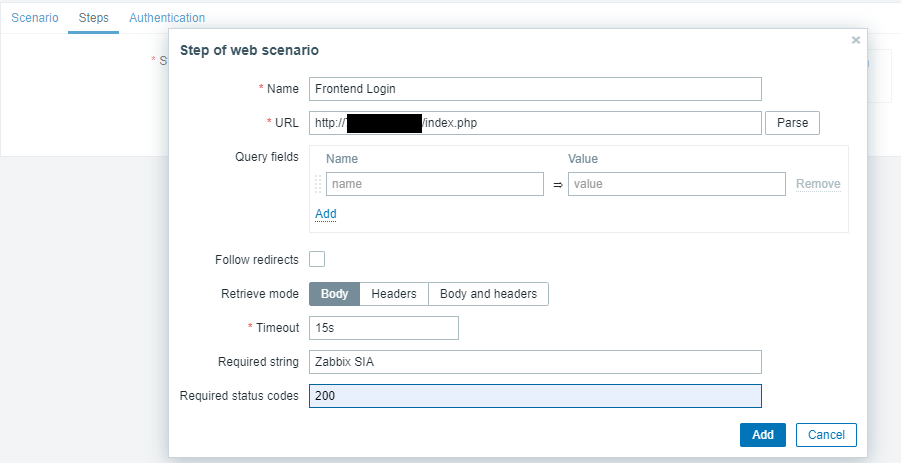 Scenario Steps Authentication
* S
Step of web scenario
* Name Frontend Login
* URL http:// /index.php Parse
Query fields Name Value
name ⇒ value Remove
Add
Follow redirects
Retrieve mode Body Headers Body and headers
* Timeout 15s
Required string Zabbix SIA
Required status codes 200
Add Cancel